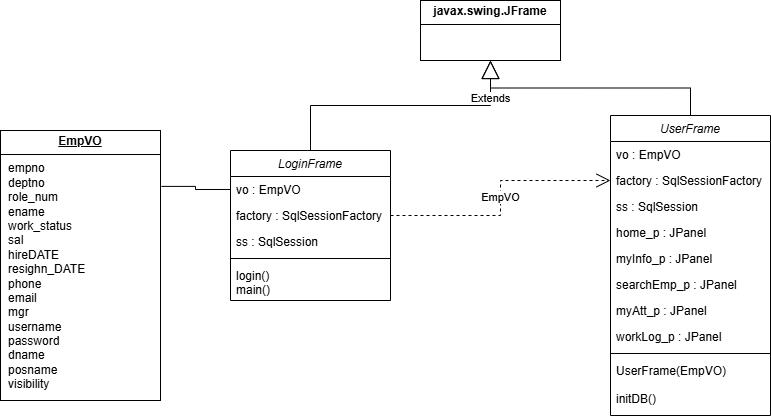 javax.swing.JFrame
Extends
EmpVO
empno
deptno
role_num
ename
work_status
sal
hireDATE
resighn_DATE
phone
email
mgr
username
password
dname
posname
visibility
LoginFrame
vo : EmpVO
factory : SqlSessionFactory
ss : SqlSession
login()
main()
EmpVO
UserFrame
vo : EmpVO
factory : SqlSessionFactory
ss : SqlSession
home_p : JPanel
myInfo_p : JPanel
searchEmp_p : JPanel
myAtt_p : JPanel
workLog_p : JPanel
UserFrame(EmpVO)
initDB()